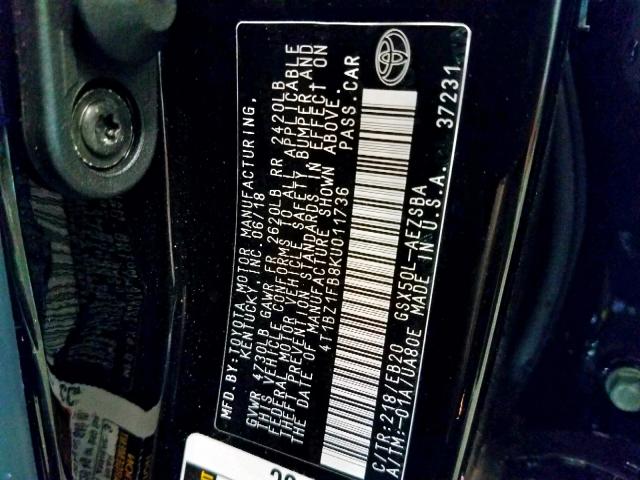 MFD. BY: TOYOTA MOTOR MANUFACTURING,
KENTUCKY, INC. 06/18
GVWR 4730LB GAWR FR 2620LB RR 2420LB
THIS VEHICLE CONFORMS TO ALL APPLICABLE
FEDERAL MOTOR VEHICLE SAFETY, BUMPER AND
THEFT PREVENTION STANDARDS IN EFFECT ON
THE DATE OF MANUFACTURE SHOWN ABOVE.
4T1BZ1FB8KU011736 PASS. CAR
C/TR:218/EB20 GSX50L-AEZSBA
A/TM:-01A/UA80E MADE IN U.S.A. 37231